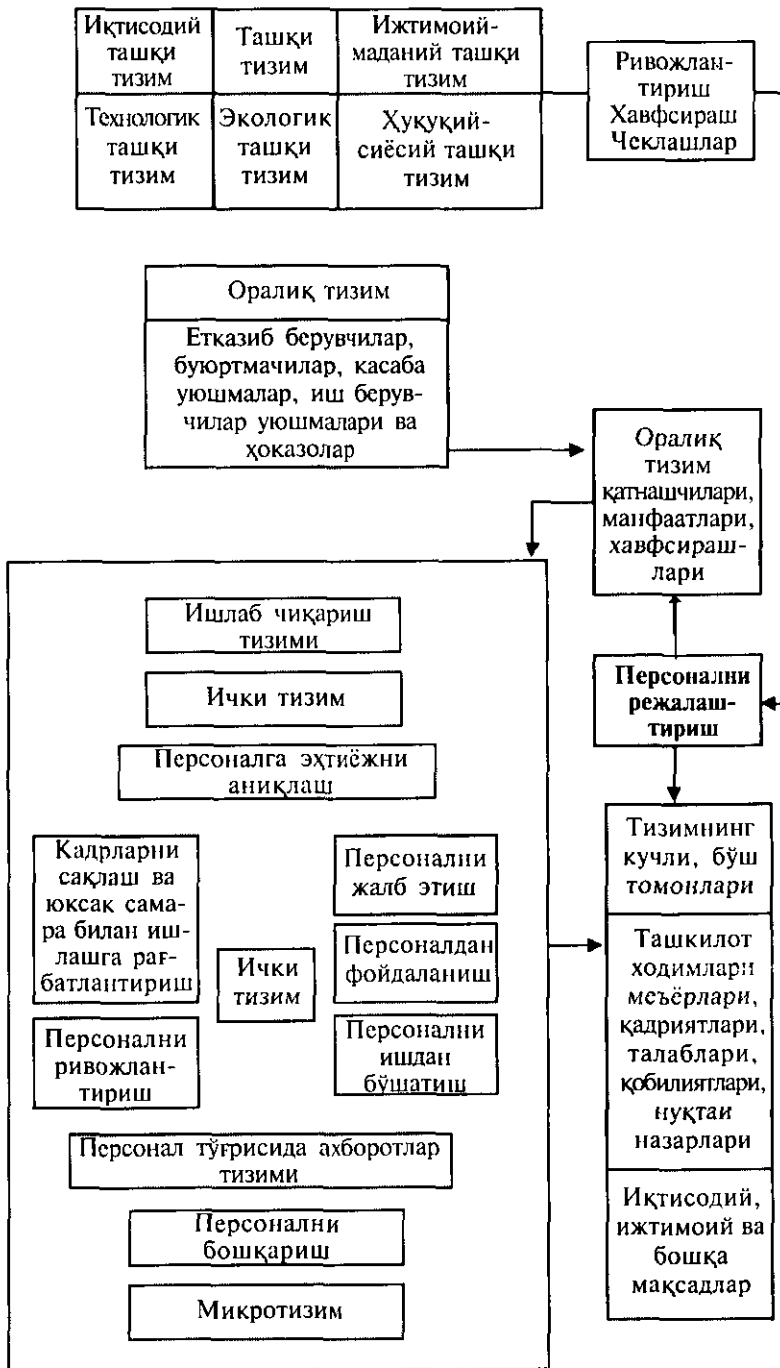 Иқтисодий
ташқи
тизим
Ташқи
тизим
Ижтимоий-
маданий ташқи
тизим
Технологик
ташқи
тизим
Экологик
ташқи
тизим
Ҳуқуқий-
сиёсий ташқи
тизим
Ривожлан-
тириш
Хавфсираш
Чеклашлар
Оралиқ тизим
Етказиб берувчилар,
буюртмачилар, касаба
уюшмалар, иш берув-
чилар уюшмалари ва
ҳоказолар
Оралиқ
тизим
қатнашчилари,
манфаатлари,
хавфсираш-
лари
Персонални
режалаш-
тириш
Ишлаб чиқариш
тизими
Ички тизим
Персоналга эҳтиёжни
аниқлаш
Кадрларни
сақлаш ва
юксак сама-
ра билан иш-
лашга рағ-
батлантириш
Персонални
ривожлан-
тириш
Ички
тизим
Персонални
жалб этиш
Персоналдан
фойдаланиш
Персонални
ишдан
бўшатиш
Персонал тўғрисида ахборотлар
тизими
Персонални
бошқариш
Микротизим
Тизимнинг
кучли, бўш
томонлари
Ташкилот
ходимлари
меъёрлари,
қадриятлари,
талаблари,
қобилиятлари,
нуқтаи
назарлари
Иқтисодий,
ижтимоий ва
бошқа
мақсадлар